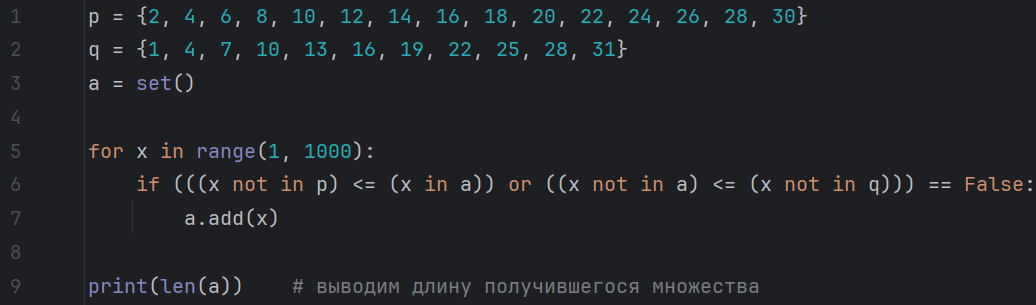 1 p = {2, 4, 6, 8, 10, 12, 14, 16, 18, 20, 22, 24, 26, 28, 30}
2 q = {1, 4, 7, 10, 13, 16, 19, 22, 25, 28, 31}
3 a = set()
4
5 for x in range(1, 1000):
6     if (((x not in p) <= (x in a)) or ((x not in a) <= (x not in q))) == False:
7         a.add(x)
8
9 print(len(a))    # выводим длину получившегося множества